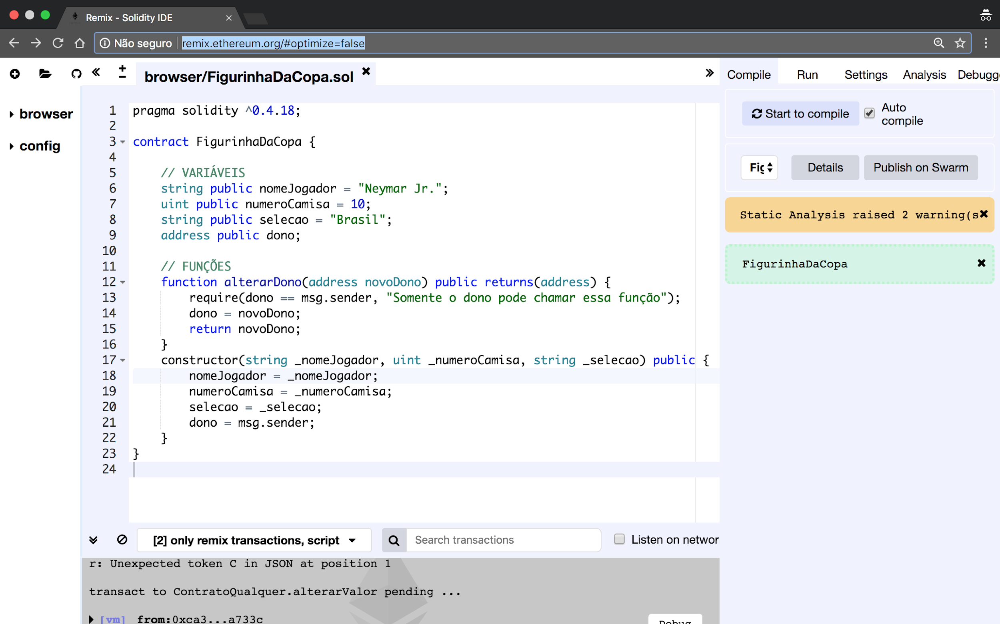 Remix - Solidity IDE
Não seguro remix.ethereum.org/#optimize=false
browser/FigurinhaDaCopa.sol
Compile Run Settings Analysis Debugg
browser
config
1 pragma solidity ^0.4.18;
2
3 contract FigurinhaDaCopa {
4
5 // VARIÁVEIS
6 string public nomeJogador = "Neymar Jr.";
7 uint public numeroCamisa = 10;
8 string public selecao = "Brasil";
9 address public dono;
10
11 // FUNÇÕES
12 function alterarDono(address novoDono) public returns(address) {
13 require(dono == msg.sender, "Somente o dono pode chamar essa função");
14 dono = novoDono;
15 return novoDono;
16 }
17 constructor(string _nomeJogador, uint _numeroCamisa, string _selecao) public {
18 nomeJogador = _nomeJogador;
19 numeroCamisa = _numeroCamisa;
20 selecao = _selecao;
21 dono = msg.sender;
22 }
23 }
24
Start to compile
Auto
compile
Fig
Details
Publish on Swarm
Static Analysis raised 2 warning(s
FigurinhaDaCopa
[2] only remix transactions, script
Search transactions
Listen on networ
r: Unexpected token C in JSON at position 1
transact to ContratoQualquer.alterarValor pending ...
[vm] from:0xca3...a733c
Debug